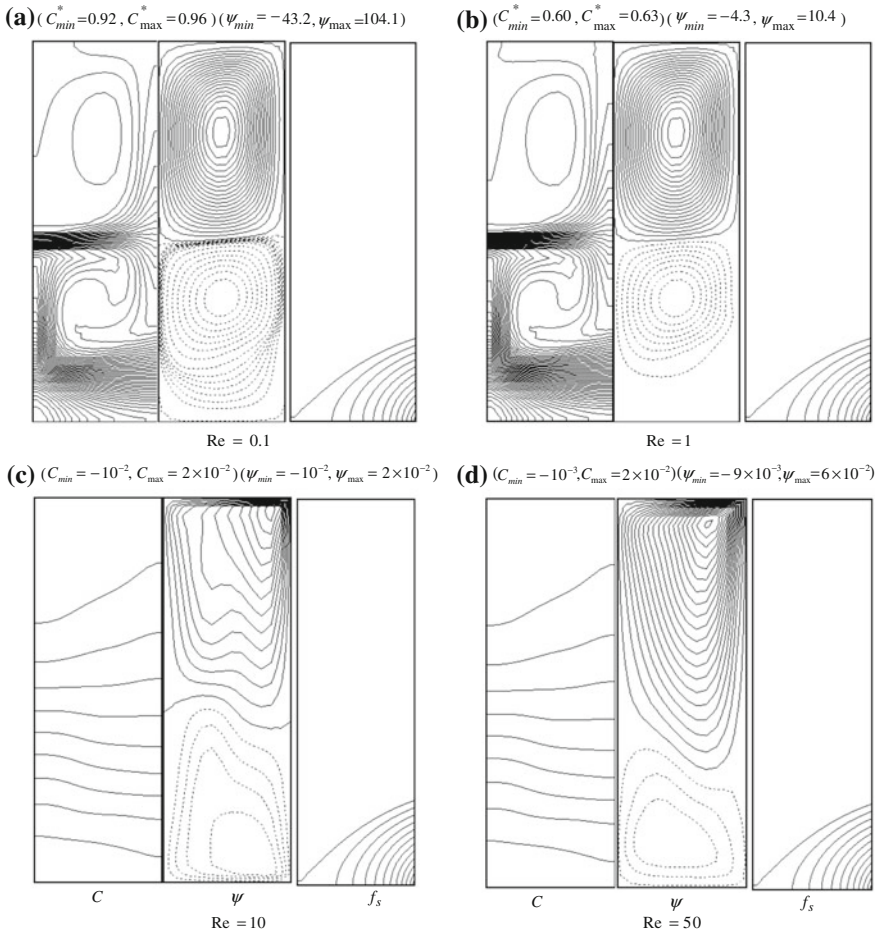 (a) (C*min=0.92, C*max=0.96)(ψmin=−43.2, ψmax=104.1)
(b) (C*min=0.60, C*max=0.63)(ψmin=−4.3, ψmax=10.4)
Re = 0.1
Re = 1
(c) (Cmin=−10⁻², Cmax=2×10⁻²)(ψmin=−10⁻², ψmax=2×10⁻²)
(d) (Cmin=−10⁻³, Cmax=2×10⁻²)(ψmin=−9×10⁻³, ψmax=6×10⁻²)
C ψ fs
C ψ fs
Re = 10
Re = 50